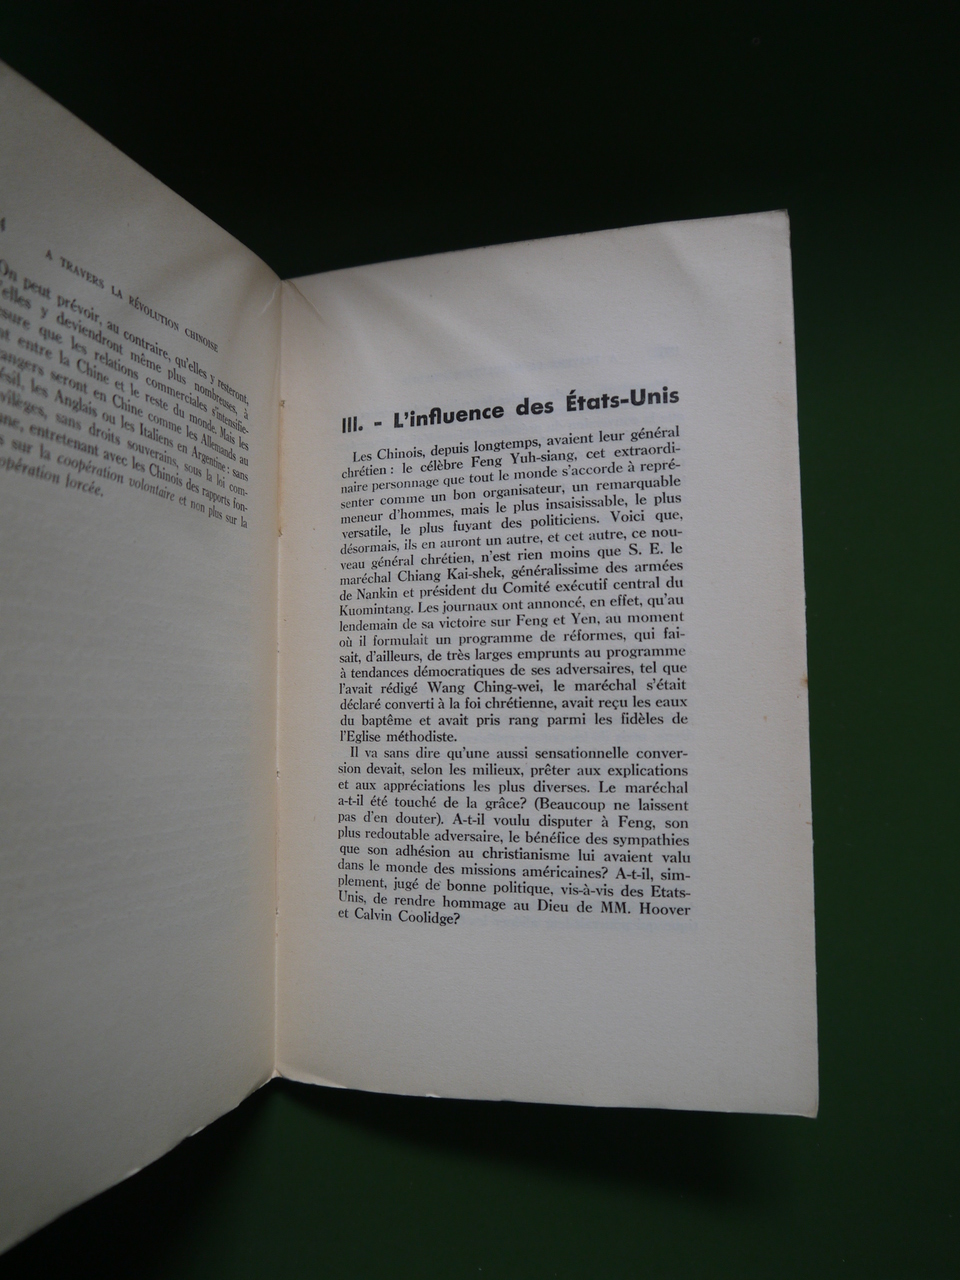 A TRAVERS LA RÉVOLUTION CHINOISE
On peut prévoir, au contraire, qu'elles y resteront,
qu'elles y deviendront même plus nombreuses, à
que les relations commerciales s'intensifie-
entre la Chine et le reste du monde. Mais les
seront en Chine comme les Allemands au
les Anglais ou les Italiens en Argentine: sans
sans droits souverains, sous la loi com-
entretenant avec les Chinois des rapports fon-
sur la coopération volontaire et non plus sur la
coopération forcée.
III. - L'influence des États-Unis
Les Chinois, depuis longtemps, avaient leur général
chrétien : le célèbre Feng Yuh-siang, cet extraordi-
naire personnage que tout le monde s'accorde à repré-
senter comme un bon organisateur, un remarquable
meneur d'hommes, mais le plus insaisissable, le plus
versatile, le plus fuyant des politiciens. Voici que,
désormais, ils en auront un autre, et cet autre, ce nou-
veau général chrétien, n'est rien moins que S. E. le
maréchal Chiang Kai-shek, généralissime des armées
de Nankin et président du Comité exécutif central du
Kuomintang. Les journaux ont annoncé, en effet, qu'au
lendemain de sa victoire sur Feng et Yen, au moment
où il formulait un programme de réformes, qui fai-
sait, d'ailleurs, de très larges emprunts au programme
à tendances démocratiques de ses adversaires, tel que
l'avait rédigé Wang Ching-wei, le maréchal s'était
déclaré converti à la foi chrétienne, avait reçu les eaux
du baptême et avait pris rang parmi les fidèles de
l'Eglise méthodiste.
Il va sans dire qu'une aussi sensationnelle conver-
sion devait, selon les milieux, prêter aux explications
et aux appréciations les plus diverses. Le maréchal
a-t-il été touché de la grâce? (Beaucoup ne laissent
pas d'en douter). A-t-il voulu disputer à Feng, son
plus redoutable adversaire, le bénéfice des sympathies
que son adhésion au christianisme lui avaient valu
dans le monde des missions américaines? A-t-il, sim-
plement, jugé de bonne politique, vis-à-vis des Etats-
Unis, de rendre hommage au Dieu de MM. Hoover
et Calvin Coolidge?